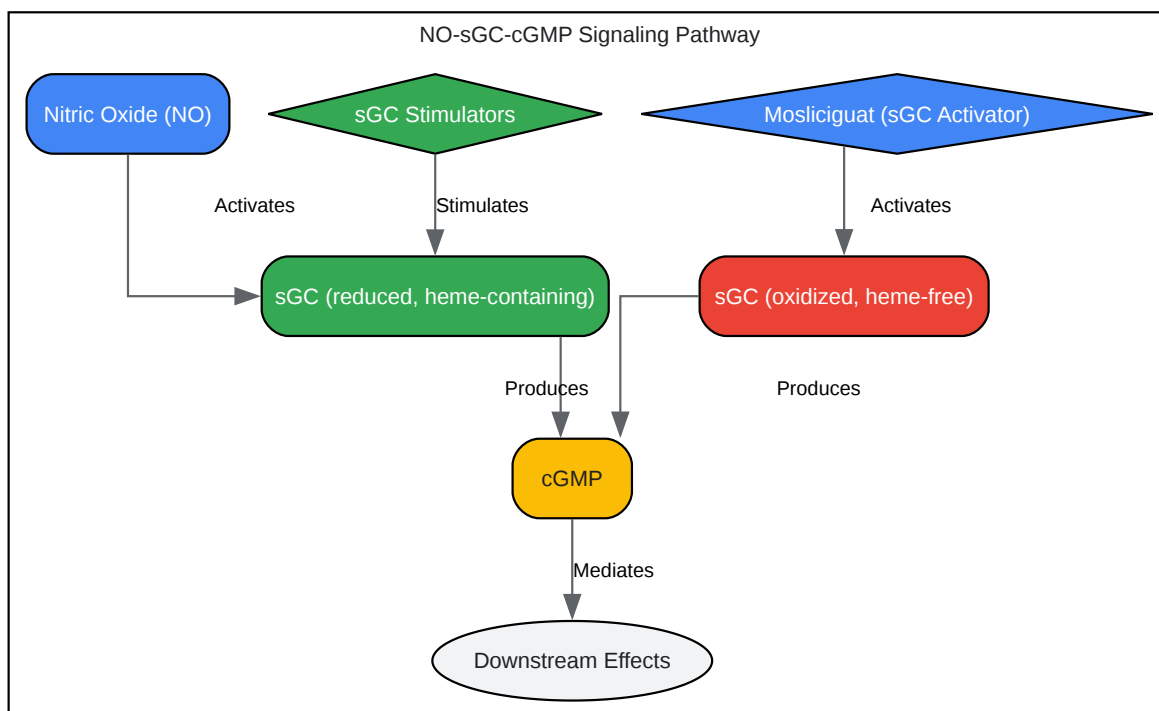 NO-sGC-cGMP Signaling Pathway
Nitric Oxide (NO)
sGC Stimulators
Mosliciguat (sGC Activator)
Activates
Stimulates
Activates
sGC (reduced, heme-containing)
sGC (oxidized, heme-free)
Produces
Produces
cGMP
Mediates
Downstream Effects